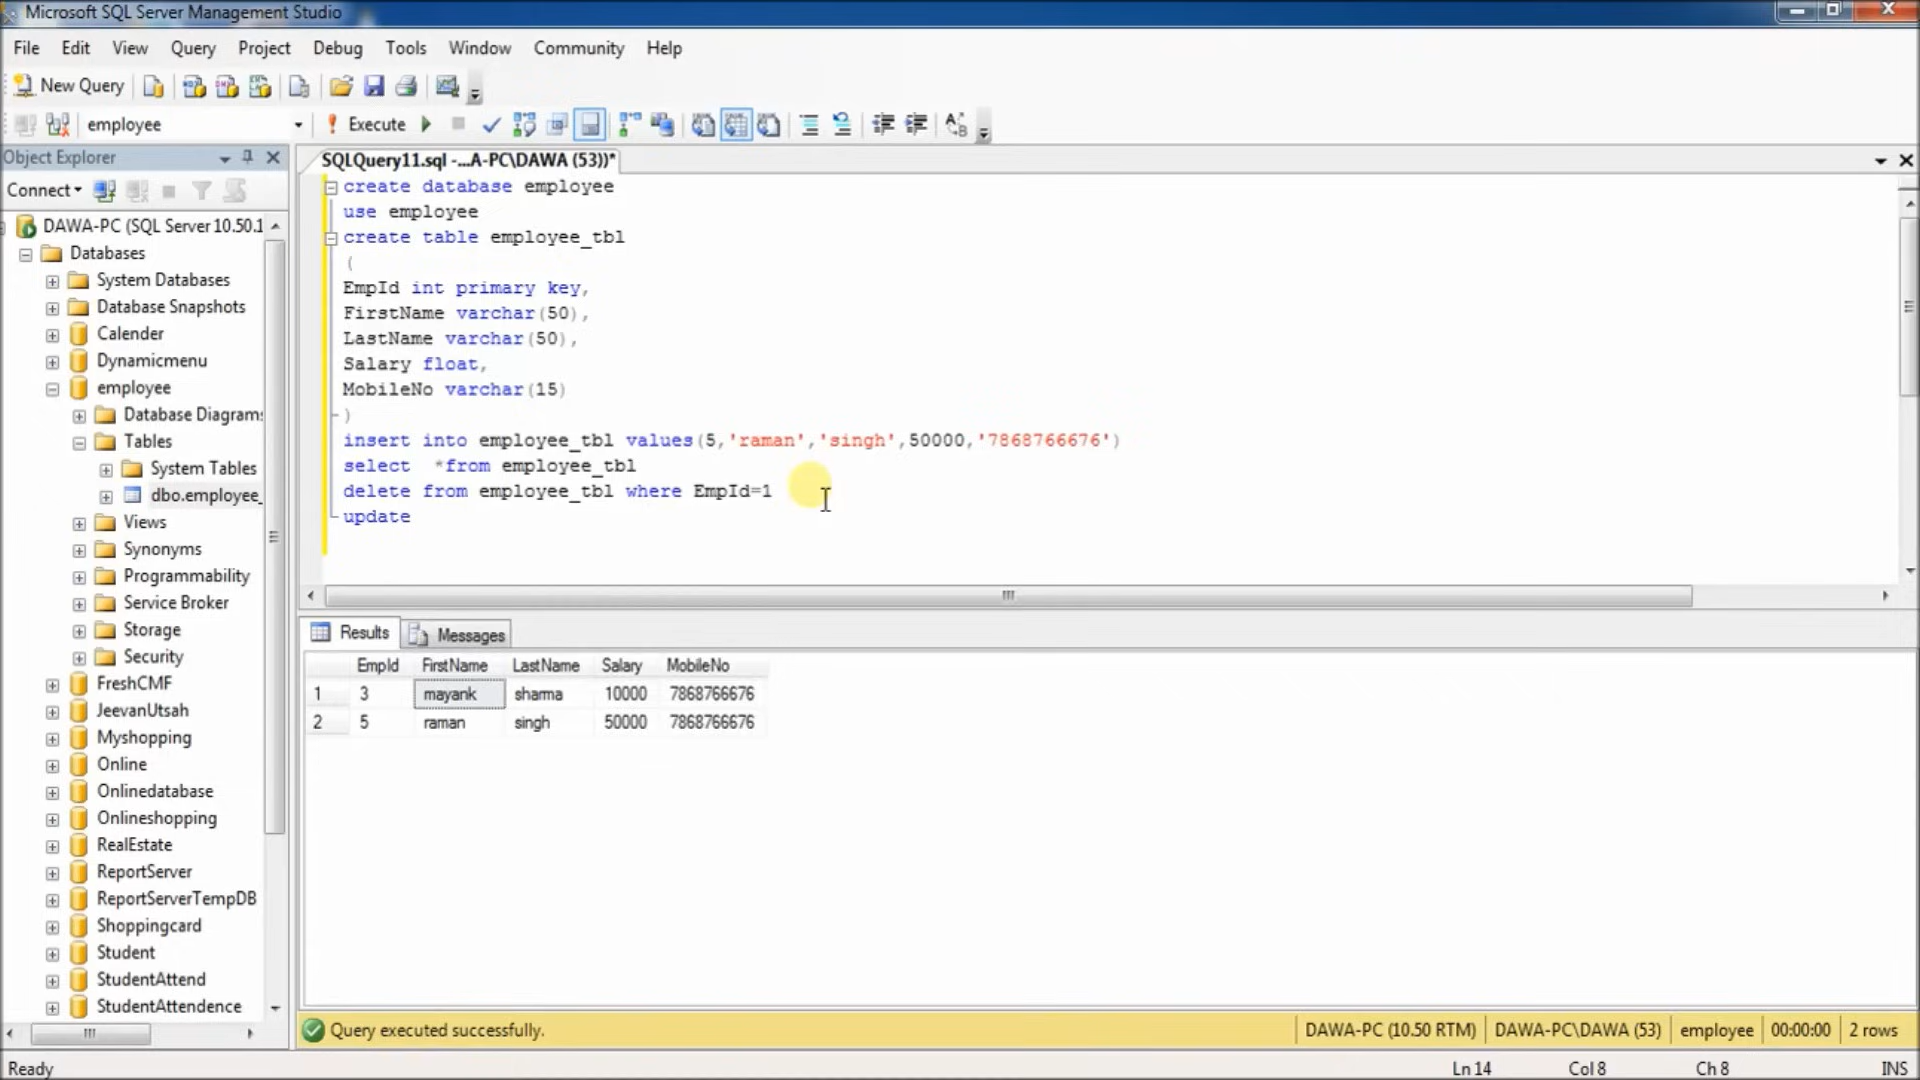 Microsoft SQL Server Management Studio
File Edit View Query Project Debug Tools Window Community Help
New Query
employee Execute
Object Explorer
SQLQuery11.sql -...A-PC\DAWA (53))*
Connect
DAWA-PC (SQL Server 10.50.1
Databases
System Databases
Database Snapshots
Calender
Dynamicmenu
employee
Database Diagrams
Tables
System Tables
dbo.employee_
Views
Synonyms
Programmability
Service Broker
Storage
Security
FreshCMF
JeevanUtsah
Myshopping
Online
Onlinedatabase
Onlineshopping
RealEstate
ReportServer
ReportServerTempDB
Shoppingcard
Student
StudentAttend
StudentAttendence
create database employee
use employee
create table employee_tbl
(
EmpId int primary key,
FirstName varchar(50),
LastName varchar(50),
Salary float,
MobileNo varchar(15)
)
insert into employee_tbl values(5,'raman','singh',50000,'7868766676')
select  *from employee_tbl
delete from employee_tbl where EmpId=1
update
Results Messages
EmpId FirstName LastName Salary MobileNo
1 3 mayank sharma 10000 7868766676
2 5 raman singh 50000 7868766676
Query executed successfully. DAWA-PC (10.50 RTM) DAWA-PC\DAWA (53) employee 00:00:00 2 rows
Ready Ln 14 Col 8 Ch 8 INS